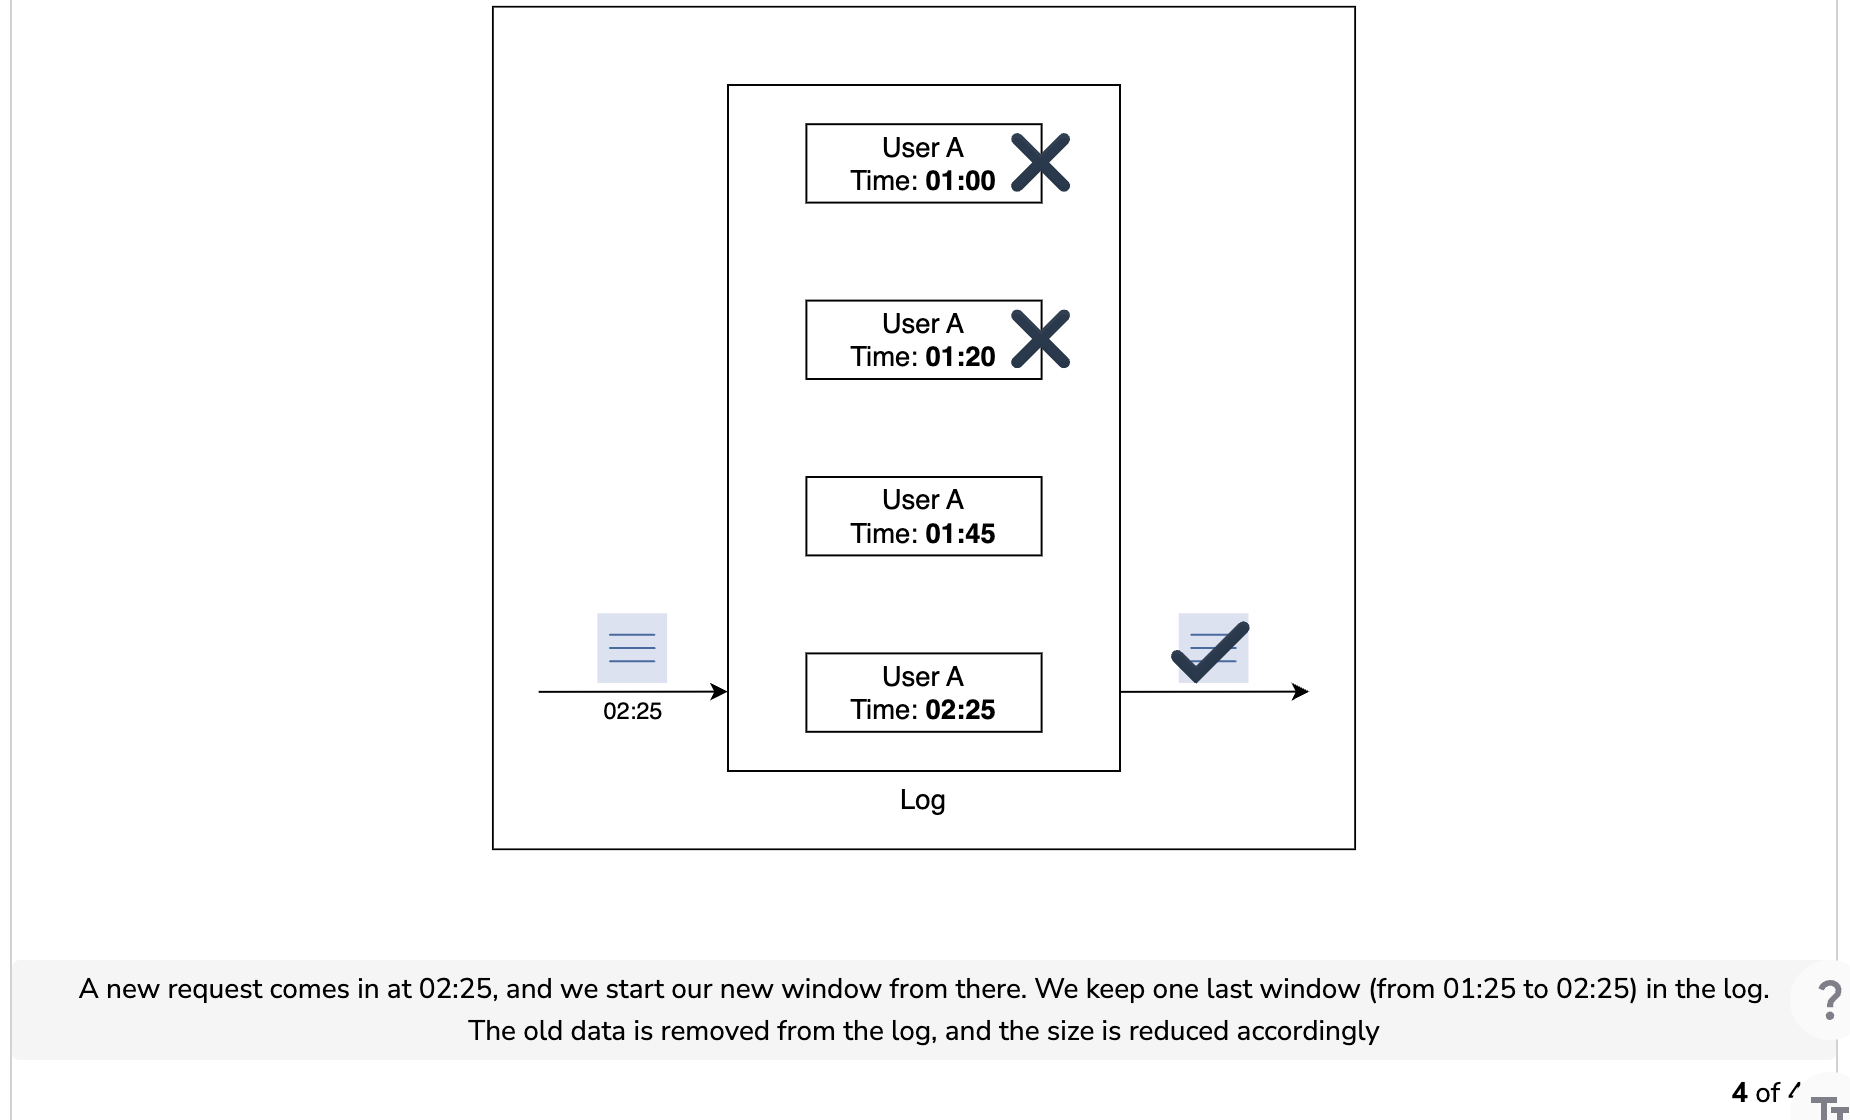 User A
Time: 01:00
User A
Time: 01:20
User A
Time: 01:45
User A
Time: 02:25
02:25
Log
A new request comes in at 02:25, and we start our new window from there. We keep one last window (from 01:25 to 02:25) in the log.
The old data is removed from the log, and the size is reduced accordingly
?
4 of
TT